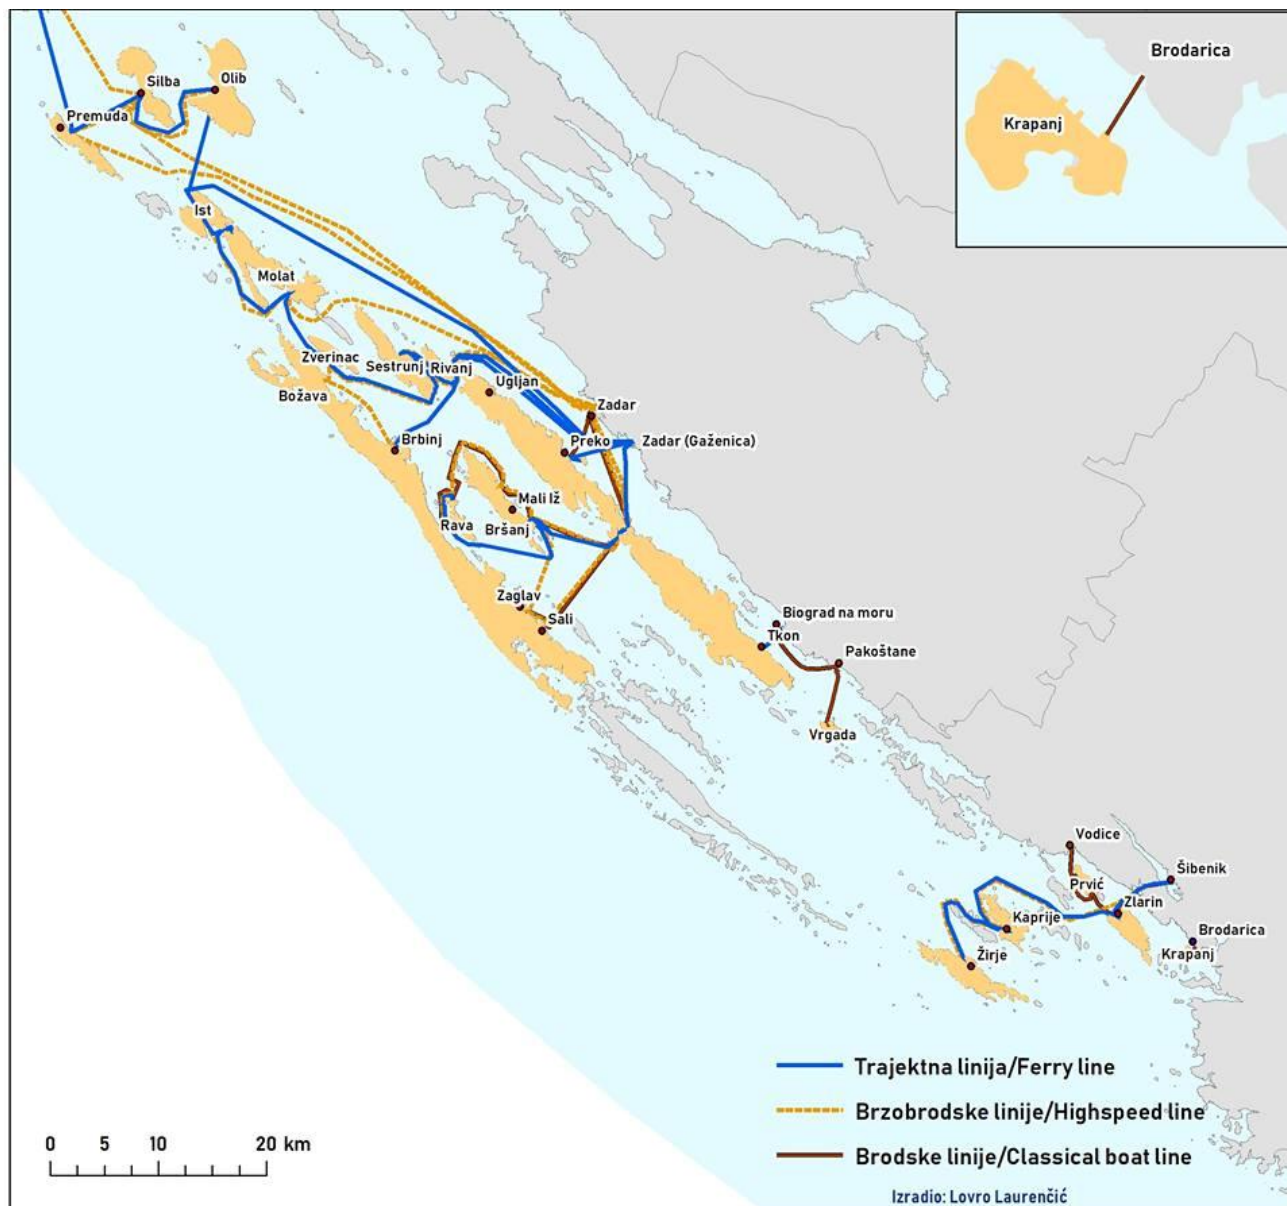 Brodarica
Krapanj
Silba
Olib
Premuda
Ist
Molat
Zverinac
Sestrunj
Rivanj
Ugljan
Božava
Zadar
Brbinj
Preko
Zadar (Gaženica)
Mali Iž
Rava
Bršanj
Zaglav
Sali
Biograd na moru
Tkon
Pakoštane
Vrgada
Vodice
Šibenik
Prvić
Zlarin
Kaprije
Brodarica
Krapanj
Žirje
Trajektna linija/Ferry line
Brzobrodske linije/Highspeed line
Brodske linije/Classical boat line
0 5 10 20 km
Izradio: Lovro Laurenčić